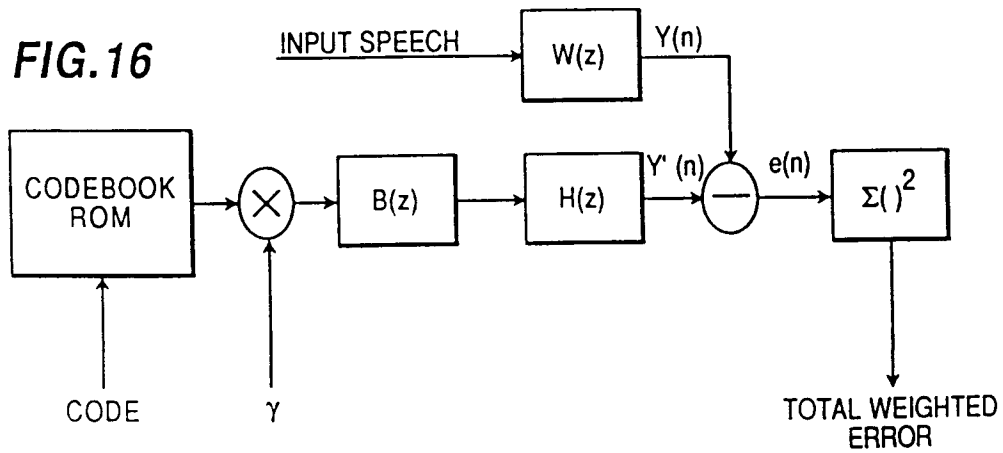 FIG.16
INPUT SPEECH
W(z)
Y(n)
CODEBOOK
ROM
×
B(z)
H(z)
Y' (n)
−
e(n)
Σ( )²
CODE
γ
TOTAL WEIGHTED
ERROR